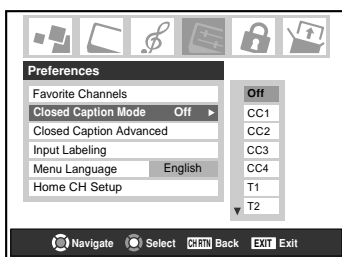 Preferences
Favorite Channels
Closed Caption Mode Off
Closed Caption Advanced
Input Labeling
Menu Language English
Home CH Setup
Off
CC1
CC2
CC3
CC4
T1
T2
Navigate Select CH RTN Back EXIT Exit